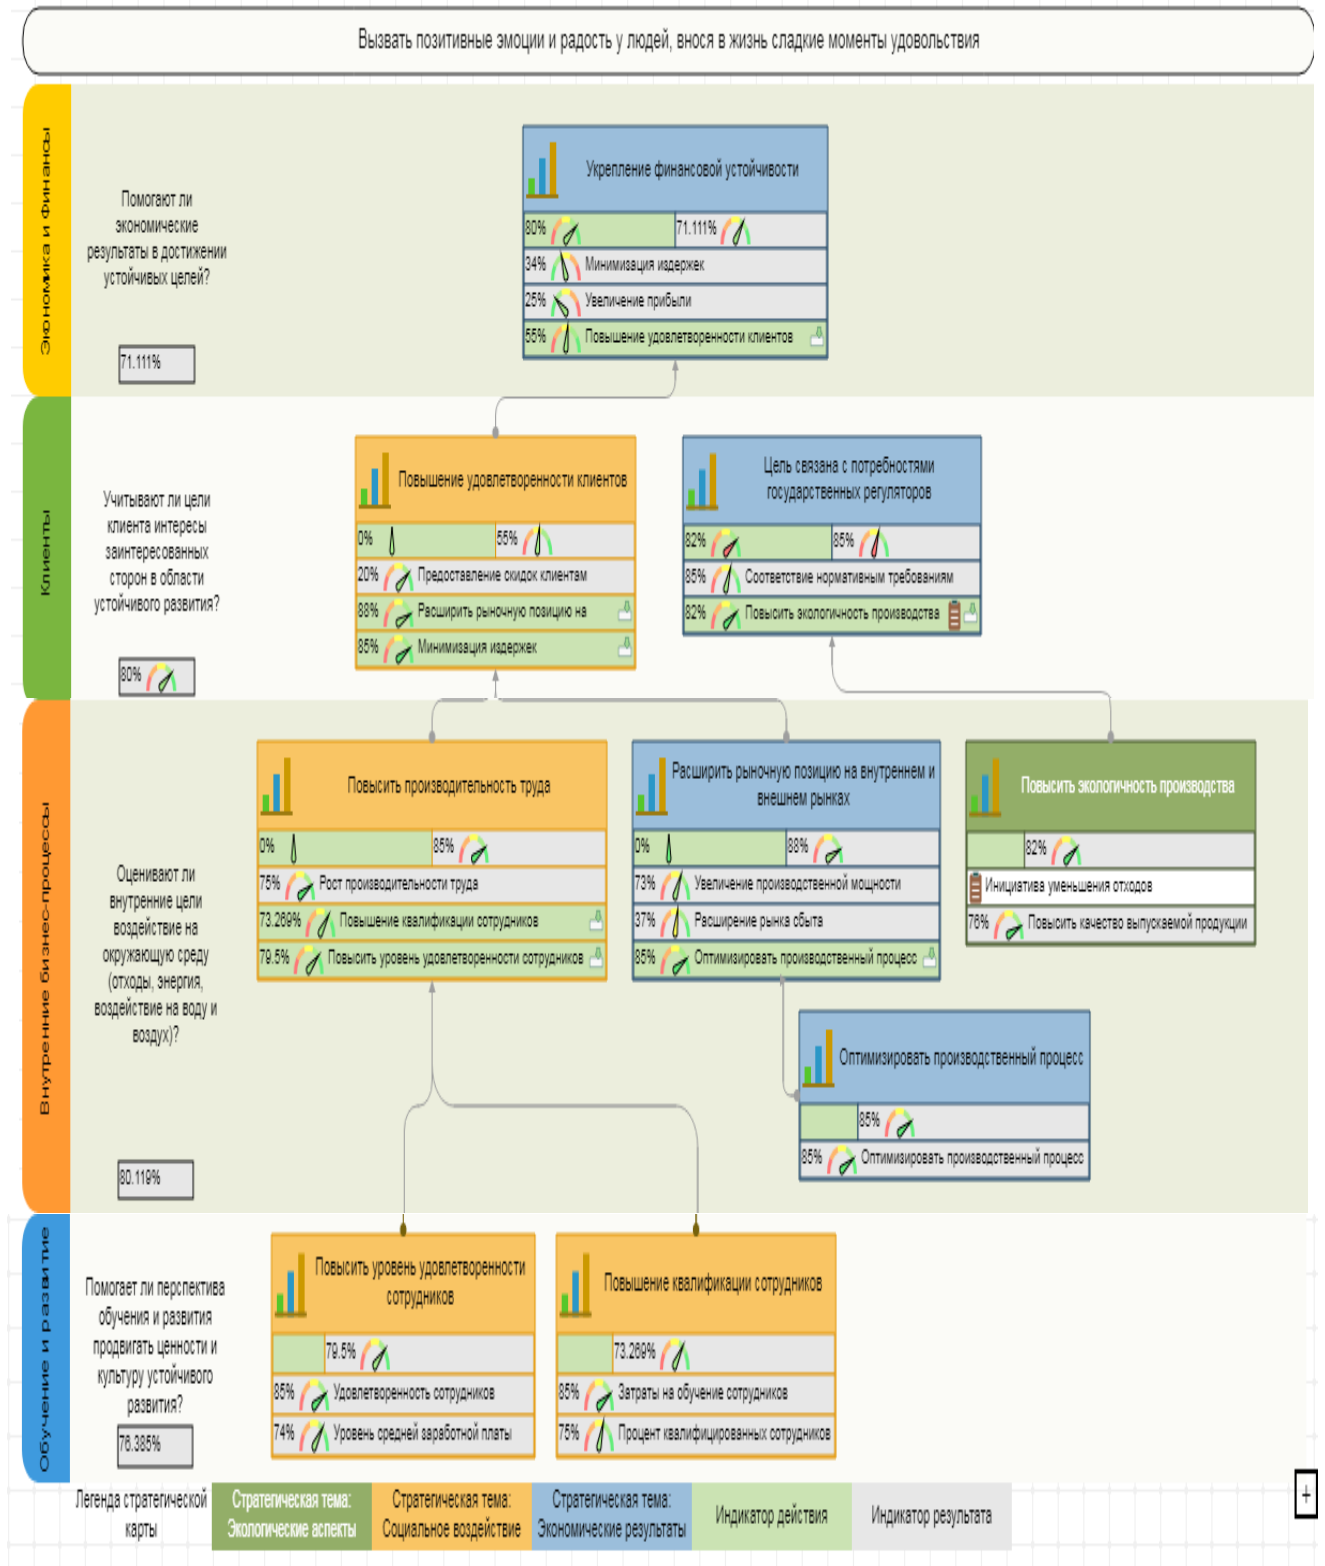 Вызвать позитивные эмоции и радость у людей, внося в жизнь сладкие моменты удовольствия
Экономика и Финансы
Помогают ли
экономические
результаты в достижении
устойчивых целей?
71.111%
Укрепление финансовой устойчивости
80% 71.111%
34% Минимизация издержек
25% Увеличение прибыли
55% Повышение удовлетворенности клиентов
Клиенты
Учитывают ли цели
клиента интересы
заинтересованных
сторон в области
устойчивого развития?
80%
Повышение удовлетворенности клиентов
0% 55%
20% Предоставление скидок клиентам
88% Расширить рыночную позицию на
85% Минимизация издержек
Цель связана с потребностями
государственных регуляторов
82% 85%
85% Соответствие нормативным требованиям
82% Повысить экологичность производства
Внутренние бизнес-процессы
Оценивают ли
внутренние цели
воздействие на
окружающую среду
(отходы, энергия,
воздействие на воду и
воздух)?
80.119%
Повысить производительность труда
0% 85%
75% Рост производительности труда
73.269% Повышение квалификации сотрудников
79.5% Повысить уровень удовлетворенности сотрудников
Расширить рыночную позицию на внутреннем и
внешнем рынках
0% 88%
73% Увеличение производственной мощности
37% Расширение рынка сбыта
85% Оптимизировать производственный процесс
Повысить экологичность производства
82%
Инициатива уменьшения отходов
76% Повысить качество выпускаемой продукции
Оптимизировать производственный процесс
85%
85% Оптимизировать производственный процесс
Обучение и развитие
Помогает ли перспектива
обучения и развития
продвигать ценности и
культуру устойчивого
развития?
76.385%
Повысить уровень удовлетворенности
сотрудников
79.5%
85% Удовлетворенность сотрудников
74% Уровень средней заработной платы
Повышение квалификации сотрудников
73.269%
85% Затраты на обучение сотрудников
75% Процент квалифицированных сотрудников
Легенда стратегической
карты
Стратегическая тема:
Экологические аспекты
Стратегическая тема:
Социальное воздействие
Стратегическая тема:
Экономические результаты
Индикатор действия
Индикатор результата
+